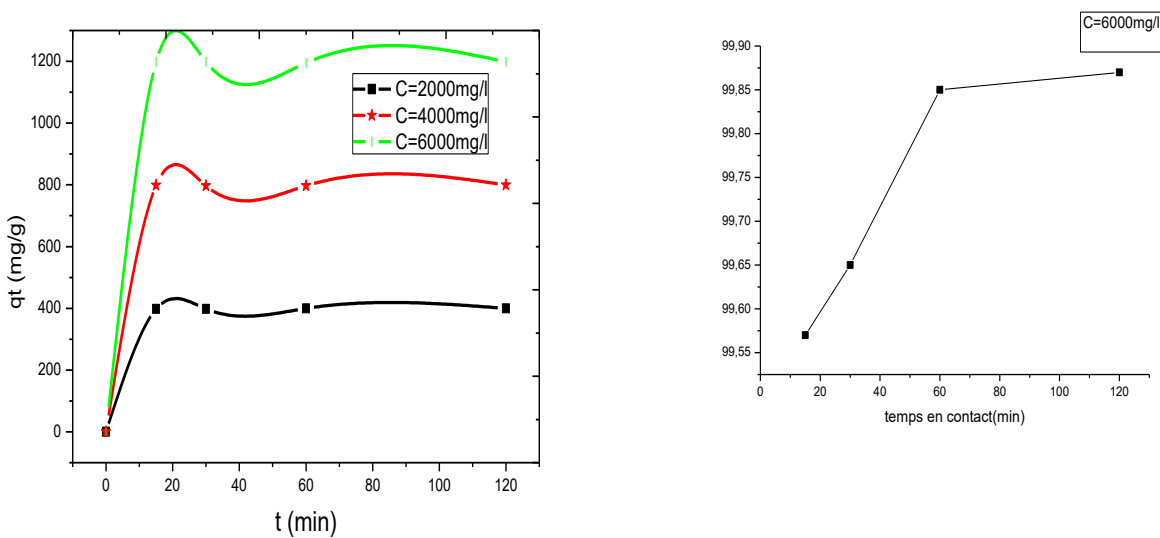 1200
1000
800
600
400
200
0
qt (mg/g)
0 20 40 60 80 100 120
t (min)
C=2000mg/l
C=4000mg/l
C=6000mg/l
C=6000mg/l
99,90
99,85
99,80
99,75
99,70
99,65
99,60
99,55
0 20 40 60 80 100 120
temps en contact(min)